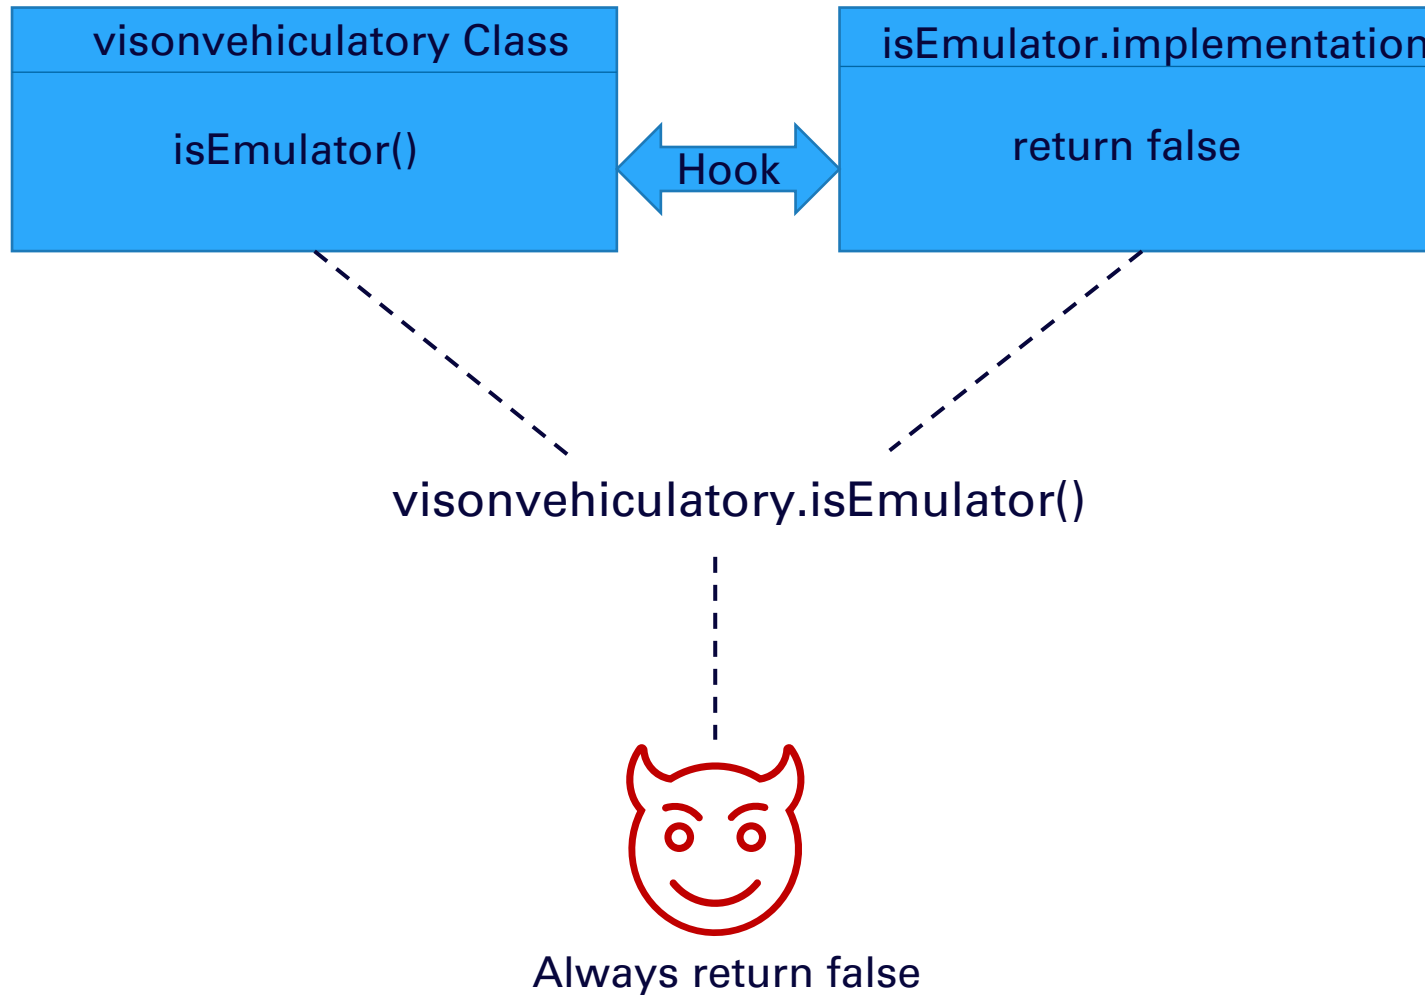 visonvehiculatory Class
isEmulator()
Hook
isEmulator.implementation
return false
visonvehiculatory.isEmulator()
Always return false